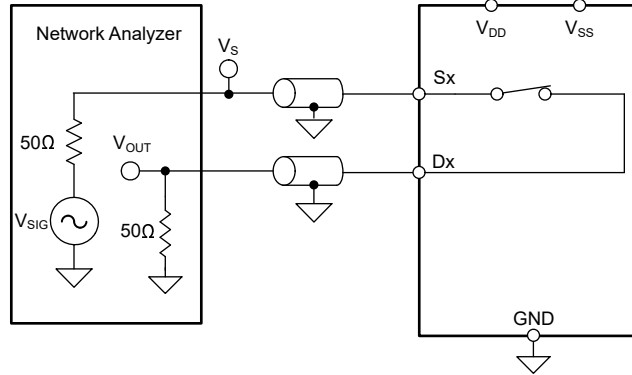 Network Analyzer
VS
VDD
VSS
Sx
50Ω
VOUT
Dx
VSIG
50Ω
GND